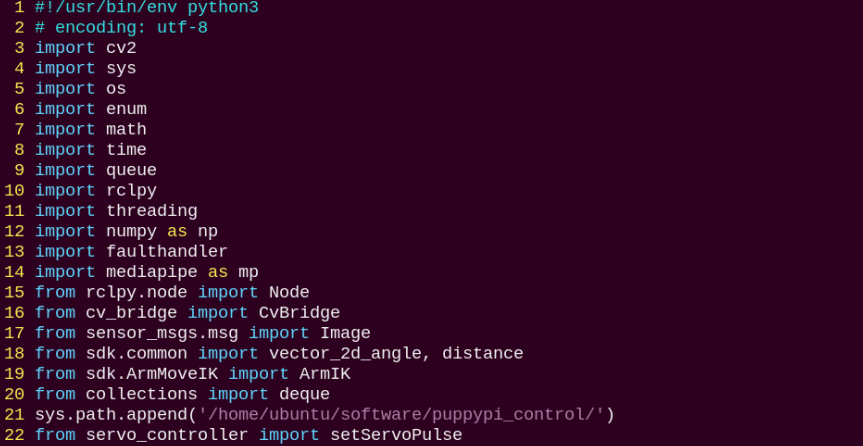 1 #!/usr/bin/env python3
2 # encoding: utf-8
3 import cv2
4 import sys
5 import os
6 import enum
7 import math
8 import time
9 import queue
10 import rclpy
11 import threading
12 import numpy as np
13 import faulthandler
14 import mediapipe as mp
15 from rclpy.node import Node
16 from cv_bridge import CvBridge
17 from sensor_msgs.msg import Image
18 from sdk.common import vector_2d_angle, distance
19 from sdk.ArmMoveIK import ArmIK
20 from collections import deque
21 sys.path.append('/home/ubuntu/software/puppypi_control/')
22 from servo_controller import setServoPulse